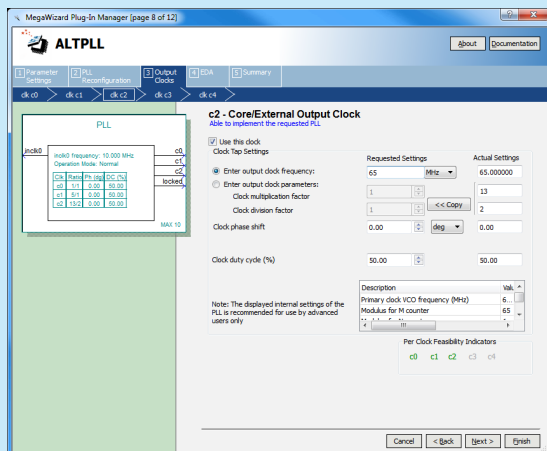 MegaWizard Plug-In Manager [page 8 of 12]
ALTPLL
About
Documentation
1 Parameter Settings
2 PLL Reconfiguration
3 Output Clocks
4 EDA
5 Summary
clk c0
clk c1
clk c2
clk c3
clk c4
PLL
inclk0
inclk0 frequency: 10.000 MHz
Operation Mode: Normal
Clk Ratio Ph (dg) DC (%)
c0 1/1 0.00 50.00
c1 5/1 0.00 50.00
c2 13/2 0.00 50.00
c0
c1
c2
locked
MAX 10
c2 - Core/External Output Clock
Able to implement the requested PLL
Use this clock
Clock Tap Settings
Requested Settings
Actual Settings
Enter output clock frequency:
65
MHz
65.000000
Enter output clock parameters:
Clock multiplication factor
1
13
<< Copy
Clock division factor
1
2
Clock phase shift
0.00
deg
0.00
Clock duty cycle (%)
50.00
50.00
Note: The displayed internal settings of the
PLL is recommended for use by advanced
users only
Description
Primary clock VCO frequency (MHz) 6...
Modulus for M counter 65
Per Clock Feasibility Indicators
c0 c1 c2 c3 c4
Cancel
< Back
Next >
Finish